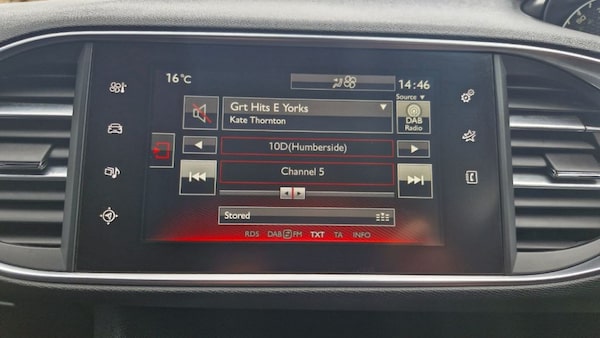 16°C
14:46
Source ▼
Grt Hits E Yorks
Kate Thornton
DAB
Radio
10D(Humberside)
Channel 5
Stored
RDS DAB FM TXT TA INFO